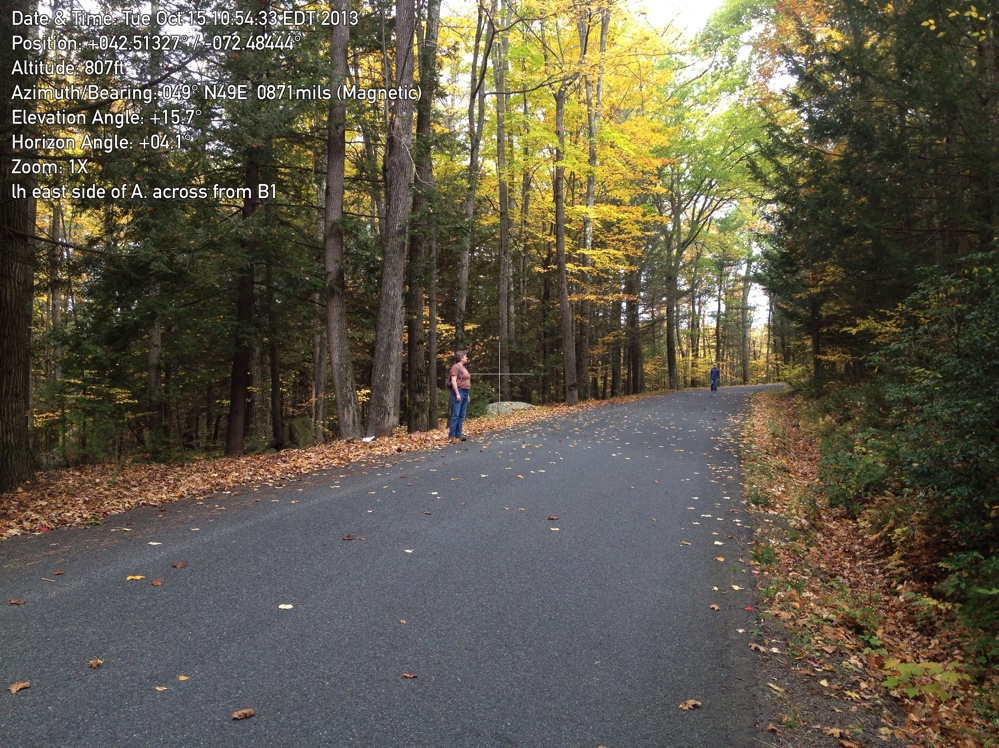 Date & Time: Tue Oct 15 10:54:33 EDT 2013
Position: +042.51327° / -072.48444°
Altitude: 807ft
Azimuth/Bearing: 049° N49E 0871mils (Magnetic)
Elevation Angle: +15.7°
Horizon Angle: +04.1°
Zoom: 1X
lh east side of A. across from B1